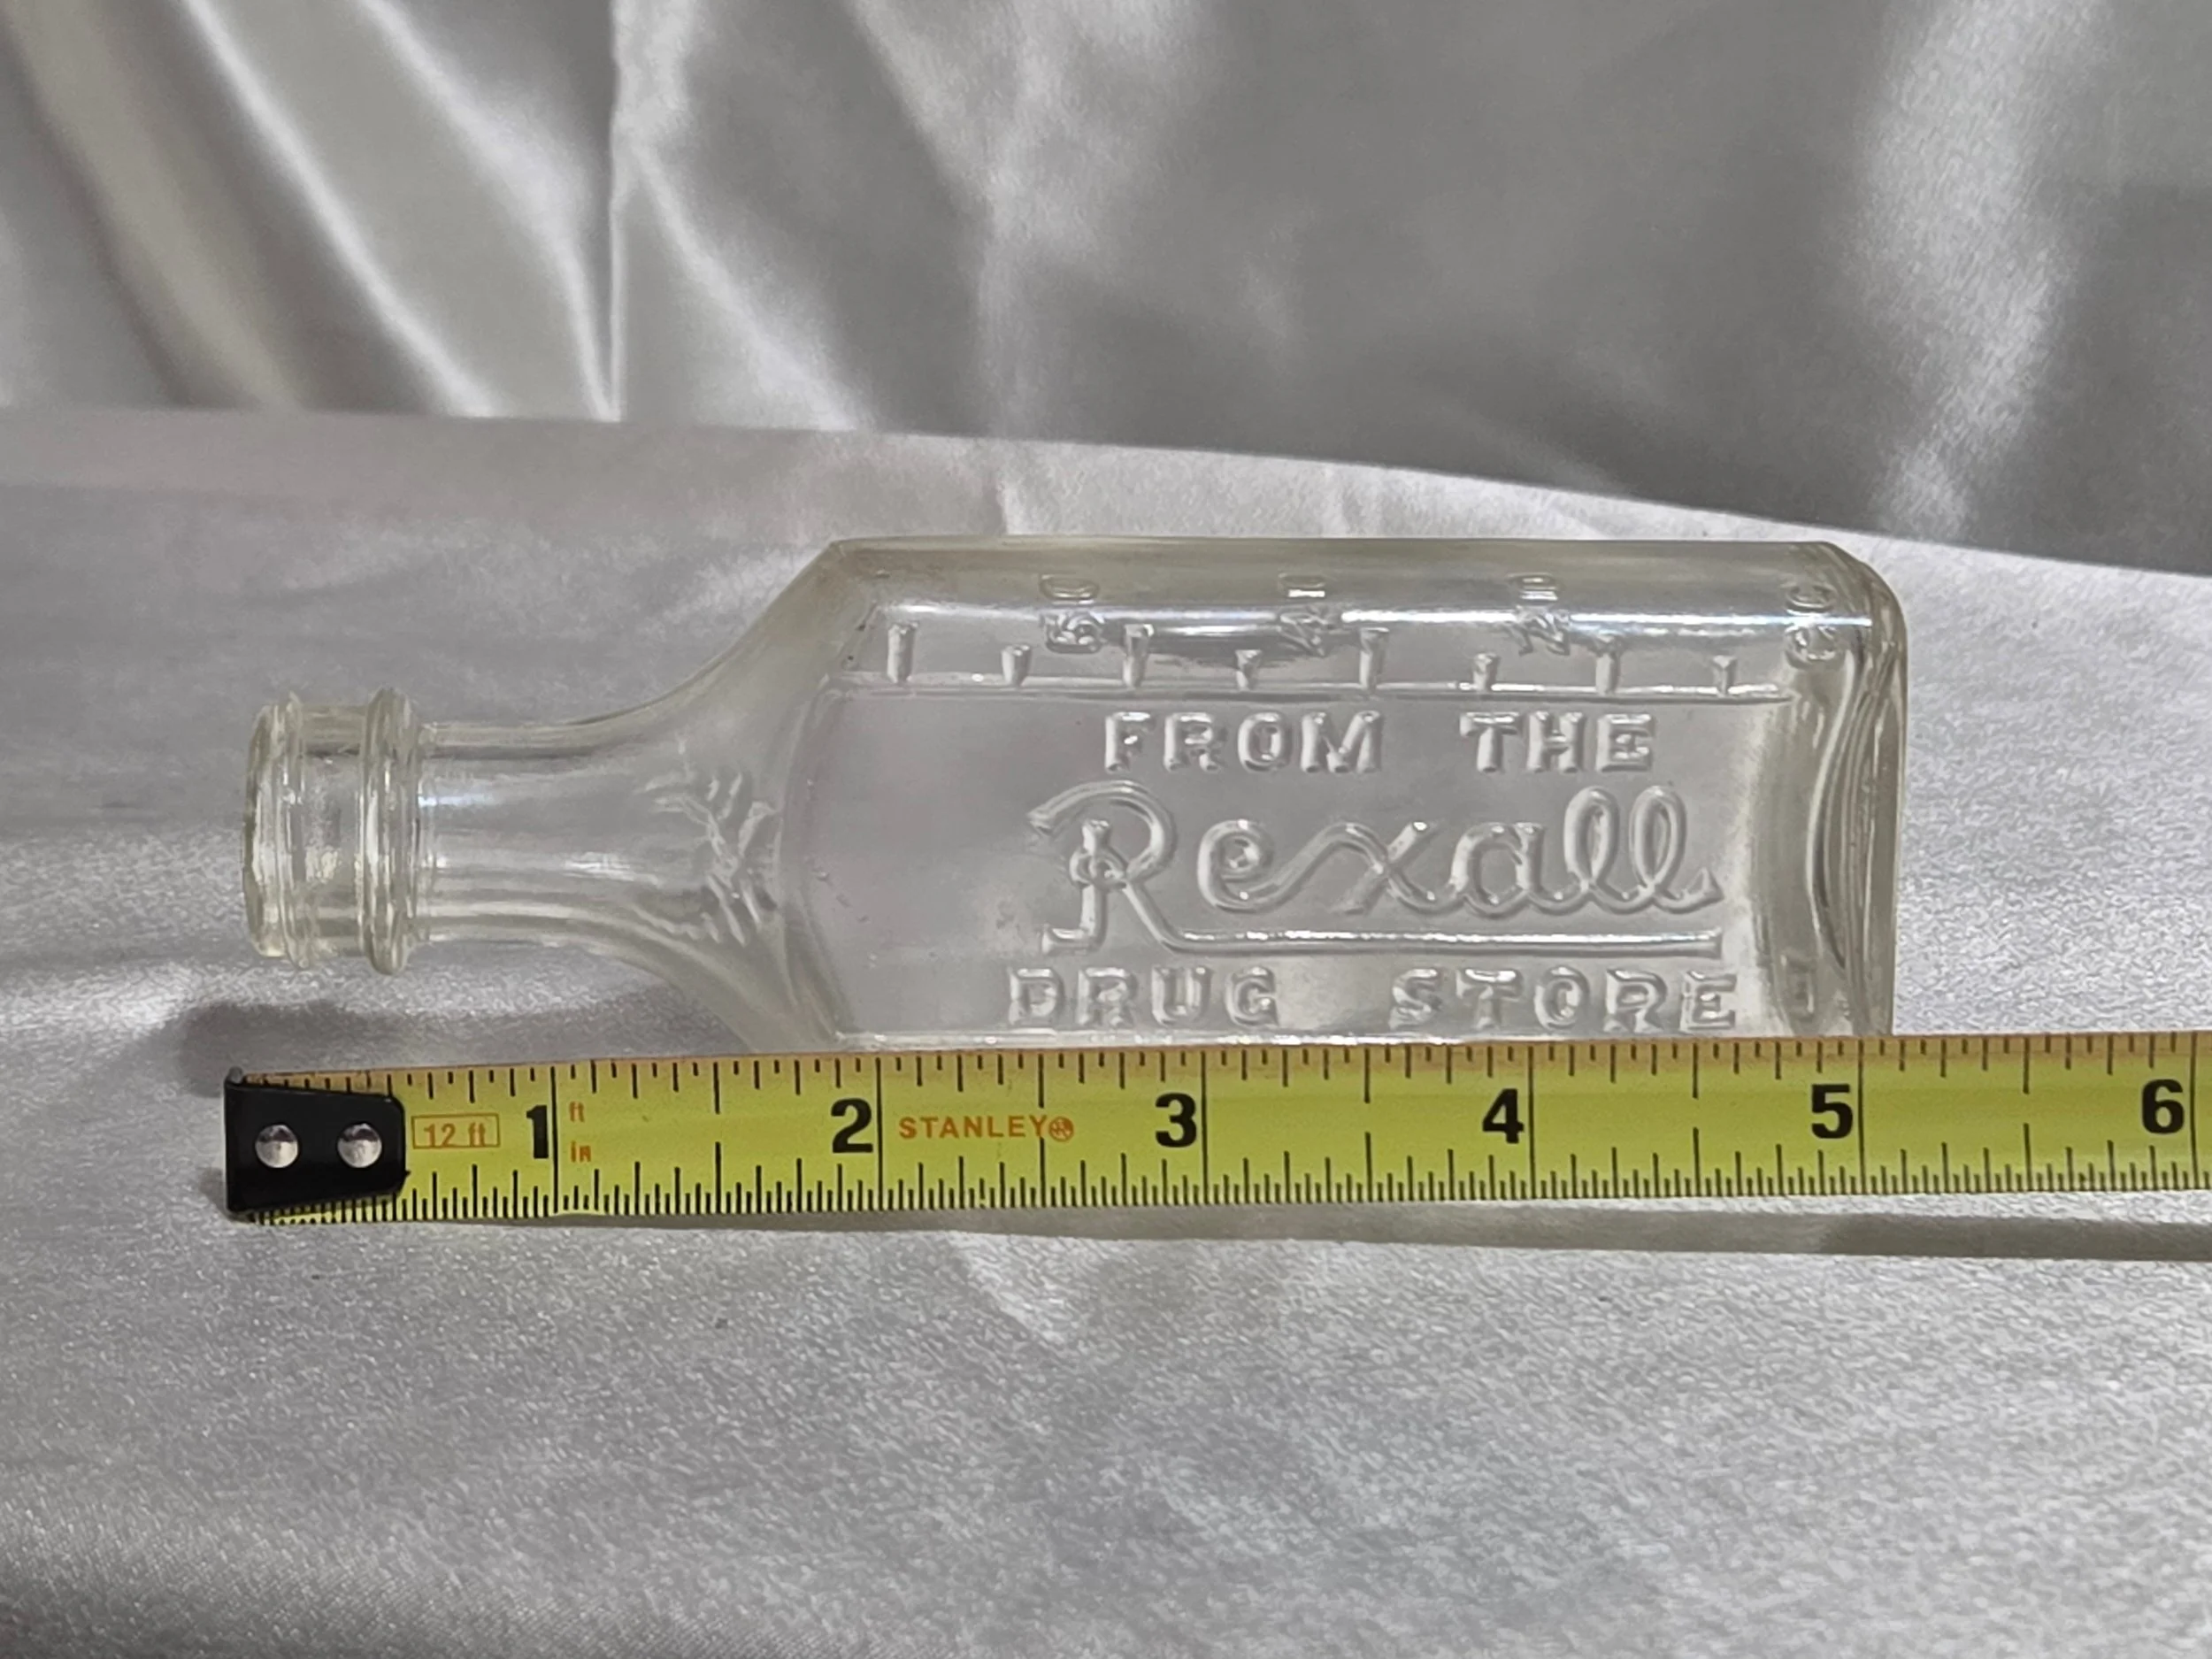 FROM THE
Rexall
DRUG STORE
12 ft 1 ft in 2 STANLEY 3 4 5 6